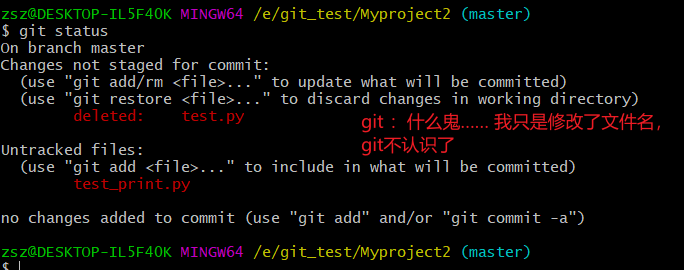 zsz@DESKTOP-IL5F4OK MINGW64 /e/git_test/Myproject2 (master)
$ git status
On branch master
Changes not staged for commit:
  (use "git add/rm <file>..." to update what will be committed)
  (use "git restore <file>..." to discard changes in working directory)
        deleted:    test.py
git ：什么鬼...... 我只是修改了文件名，
git不认识了
Untracked files:
  (use "git add <file>..." to include in what will be committed)
        test_print.py
no changes added to commit (use "git add" and/or "git commit -a")
zsz@DESKTOP-IL5F4OK MINGW64 /e/git_test/Myproject2 (master)
$